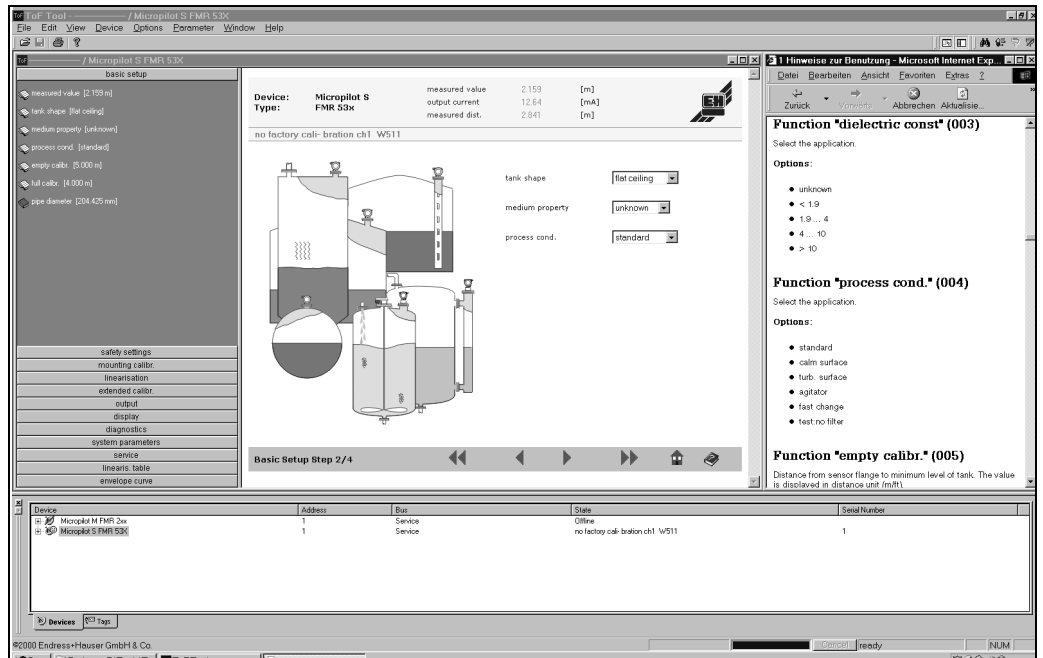 ToF Tool - / Micropilot S FMR 53X
File Edit View Device Options Parameter Window Help
/ Micropilot S FMR 53X
basic setup
measured value [2.159 m]
tank shape [flat ceiling]
medium property [unknown]
process cond. [standard]
empty calibr. [5.000 m]
full calibr. [4.000 m]
pipe diameter [204.425 mm]
safety settings
mounting calibr.
linearisation
extended calibr.
output
display
diagnostics
system parameters
service
linearis. table
envelope curve
Device: Micropilot S
Type: FMR 53x
measured value 2.159 [m]
output current 12.64 [mA]
measured dist. 2.841 [m]
EH
no factory cali- bration ch1 W511
tank shape flat ceiling
medium property unknown
process cond. standard
Basic Setup Step 2/4
1 Hinweise zur Benutzung - Microsoft Internet Exp...
Datei Bearbeiten Ansicht Favoriten Extras ?
Zurück Vorwärts Abbrechen Aktualisie...
Function "dielectric const" (003)
Select the application.
Options:
unknown
< 1.9
1.9 ... 4
4 ... 10
> 10
Function "process cond." (004)
Select the application.
Options:
standard
calm surface
turb. surface
agitator
fast change
test:no filter
Function "empty calibr." (005)
Distance from sensor flange to minimum level of tank. The value
is displayed in distance unit (m/ft).
Device Address Bus State Serial Number
Micropilot M FMR 2xx 1 Service Offline
Micropilot S FMR 53X 1 Service no factory cali- bration ch1 W511 1
Devices Tags
©2000 Endress+Hauser GmbH & Co.
Cancel ready NUM